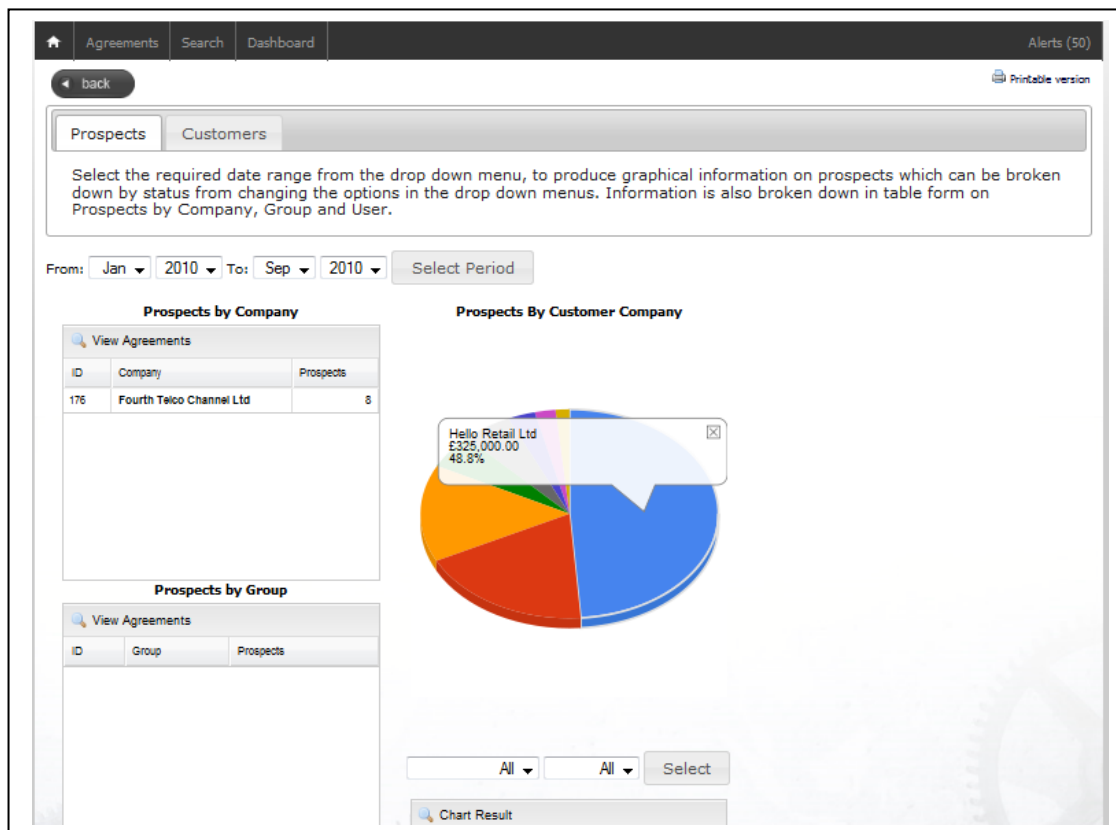 Agreements Search Dashboard Alerts (50)
back
Printable version
Prospects Customers
Select the required date range from the drop down menu, to produce graphical information on prospects which can be broken
down by status from changing the options in the drop down menus. Information is also broken down in table form on
Prospects by Company, Group and User.
From: Jan 2010 To: Sep 2010 Select Period
Prospects by Company
View Agreements
ID Company Prospects
176 Fourth Telco Channel Ltd 8
Prospects by Group
View Agreements
ID Group Prospects
Prospects By Customer Company
Hello Retail Ltd
£325,000.00
48.8%
All All Select
Chart Result